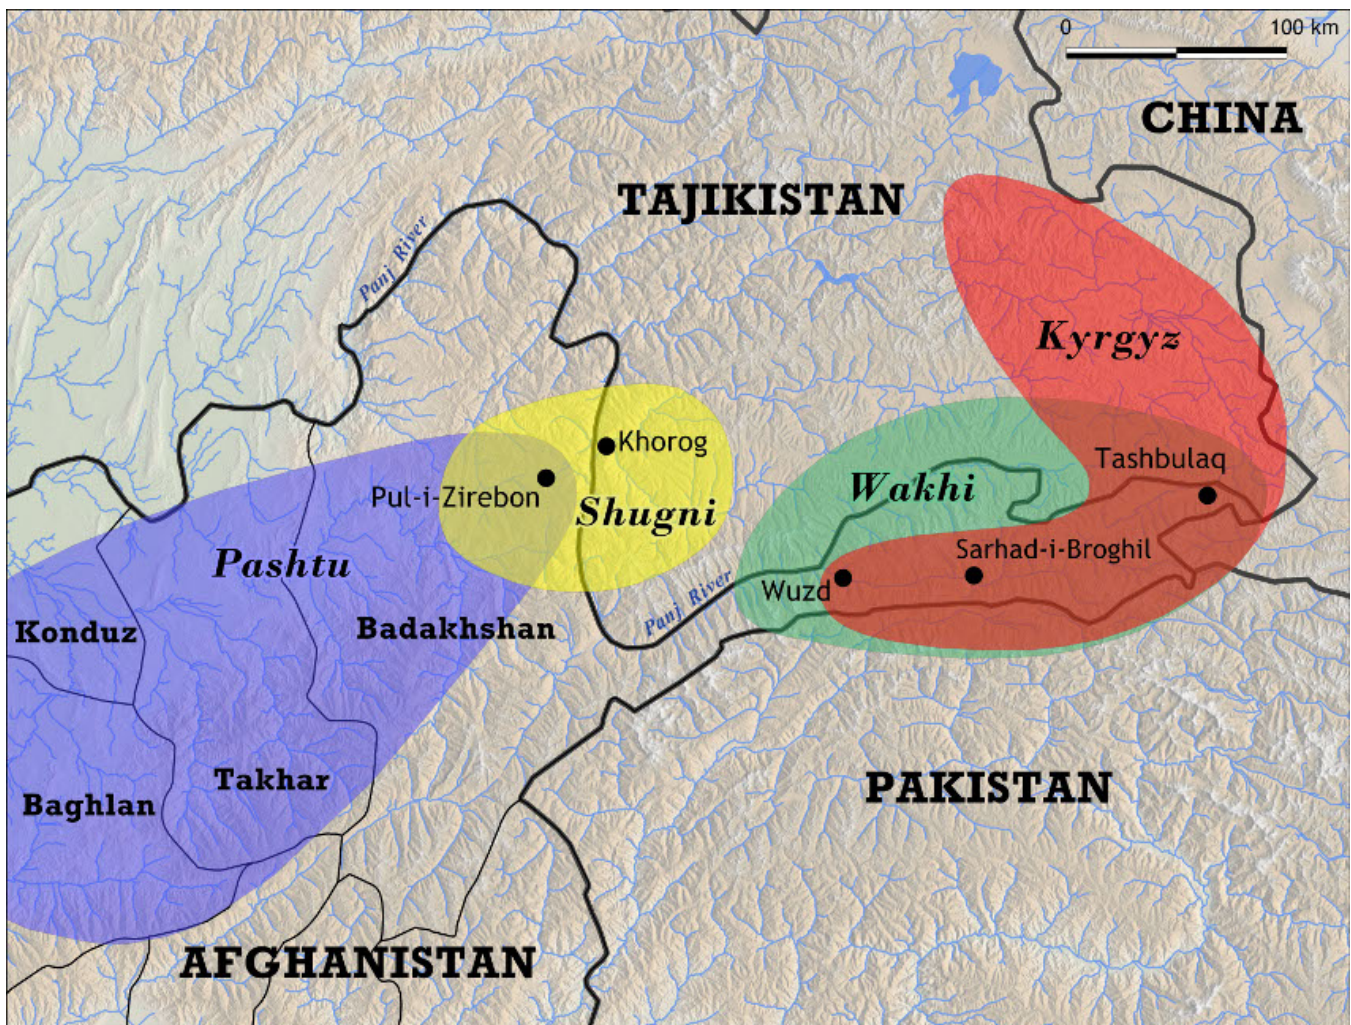 0 100 km
CHINA
TAJIKISTAN
Panj River
Kyrgyz
Khorog
Tashbulaq
Pul-i-Zirebon
Wakhi
Shugni
Sarhad-i-Broghil
Pashtu
Wuzd
Panj River
Konduz
Badakhshan
Takhar
PAKISTAN
Baghlan
AFGHANISTAN